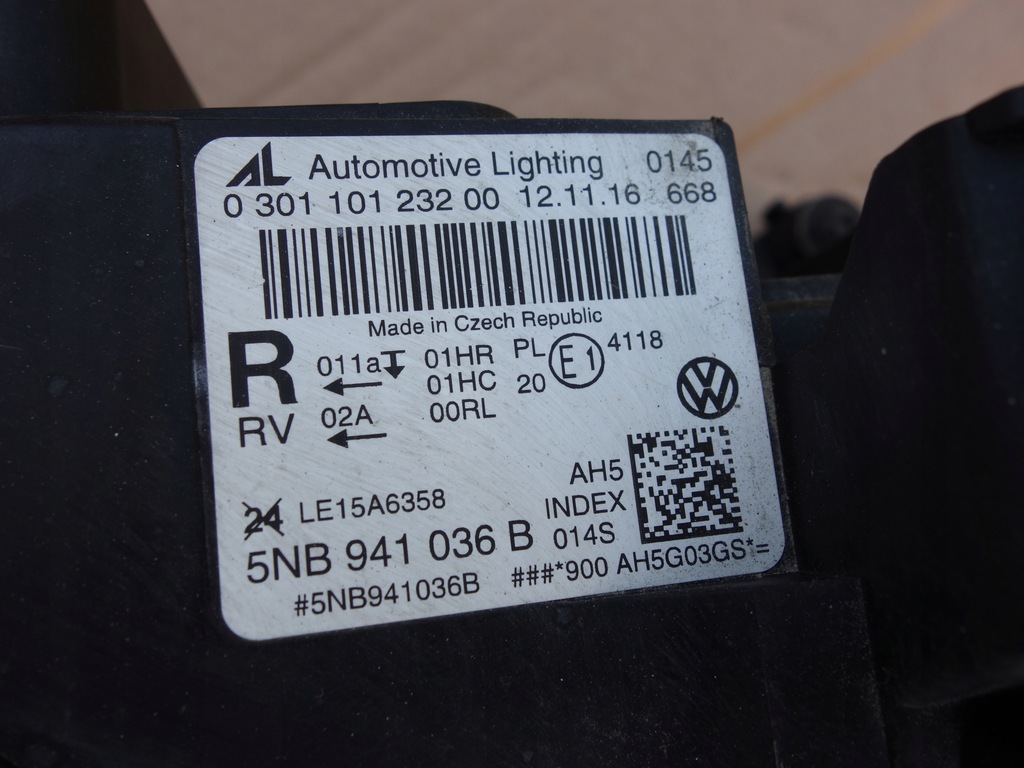 AL Automotive Lighting 0145
0 301 101 232 00 12.11.16 668
Made in Czech Republic
R 011a 01HR PL E1 4118
01HC 20
RV 02A 00RL
VW
24 LE15A6358 AH5
INDEX
5NB 941 036 B 014S
#5NB941036B ###*900 AH5G03GS*=